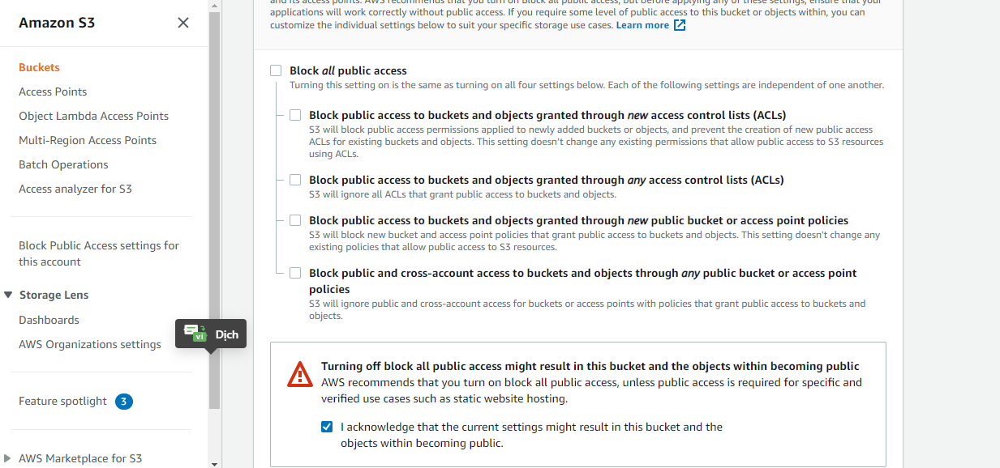 Amazon S3
Buckets
Access Points
Object Lambda Access Points
Multi-Region Access Points
Batch Operations
Access analyzer for S3
Block Public Access settings for
this account
Storage Lens
Dashboards
AWS Organizations settings
Feature spotlight 3
AWS Marketplace for S3
vi Dịch
and its access points. AWS recommends that you turn on block all public access, but before applying any of these settings, ensure that your
applications will work correctly without public access. If you require some level of public access to this bucket or objects within, you can
customize the individual settings below to suit your specific storage use cases. Learn more
Block all public access
Turning this setting on is the same as turning on all four settings below. Each of the following settings are independent of one another.
Block public access to buckets and objects granted through new access control lists (ACLs)
S3 will block public access permissions applied to newly added buckets or objects, and prevent the creation of new public access
ACLs for existing buckets and objects. This setting doesn't change any existing permissions that allow public access to S3 resources
using ACLs.
Block public access to buckets and objects granted through any access control lists (ACLs)
S3 will ignore all ACLs that grant public access to buckets and objects.
Block public access to buckets and objects granted through new public bucket or access point policies
S3 will block new bucket and access point policies that grant public access to buckets and objects. This setting doesn't change any
existing policies that allow public access to S3 resources.
Block public and cross-account access to buckets and objects through any public bucket or access point
policies
S3 will ignore public and cross-account access for buckets or access points with policies that grant public access to buckets and
objects.
Turning off block all public access might result in this bucket and the objects within becoming public
AWS recommends that you turn on block all public access, unless public access is required for specific and
verified use cases such as static website hosting.
I acknowledge that the current settings might result in this bucket and the
objects within becoming public.